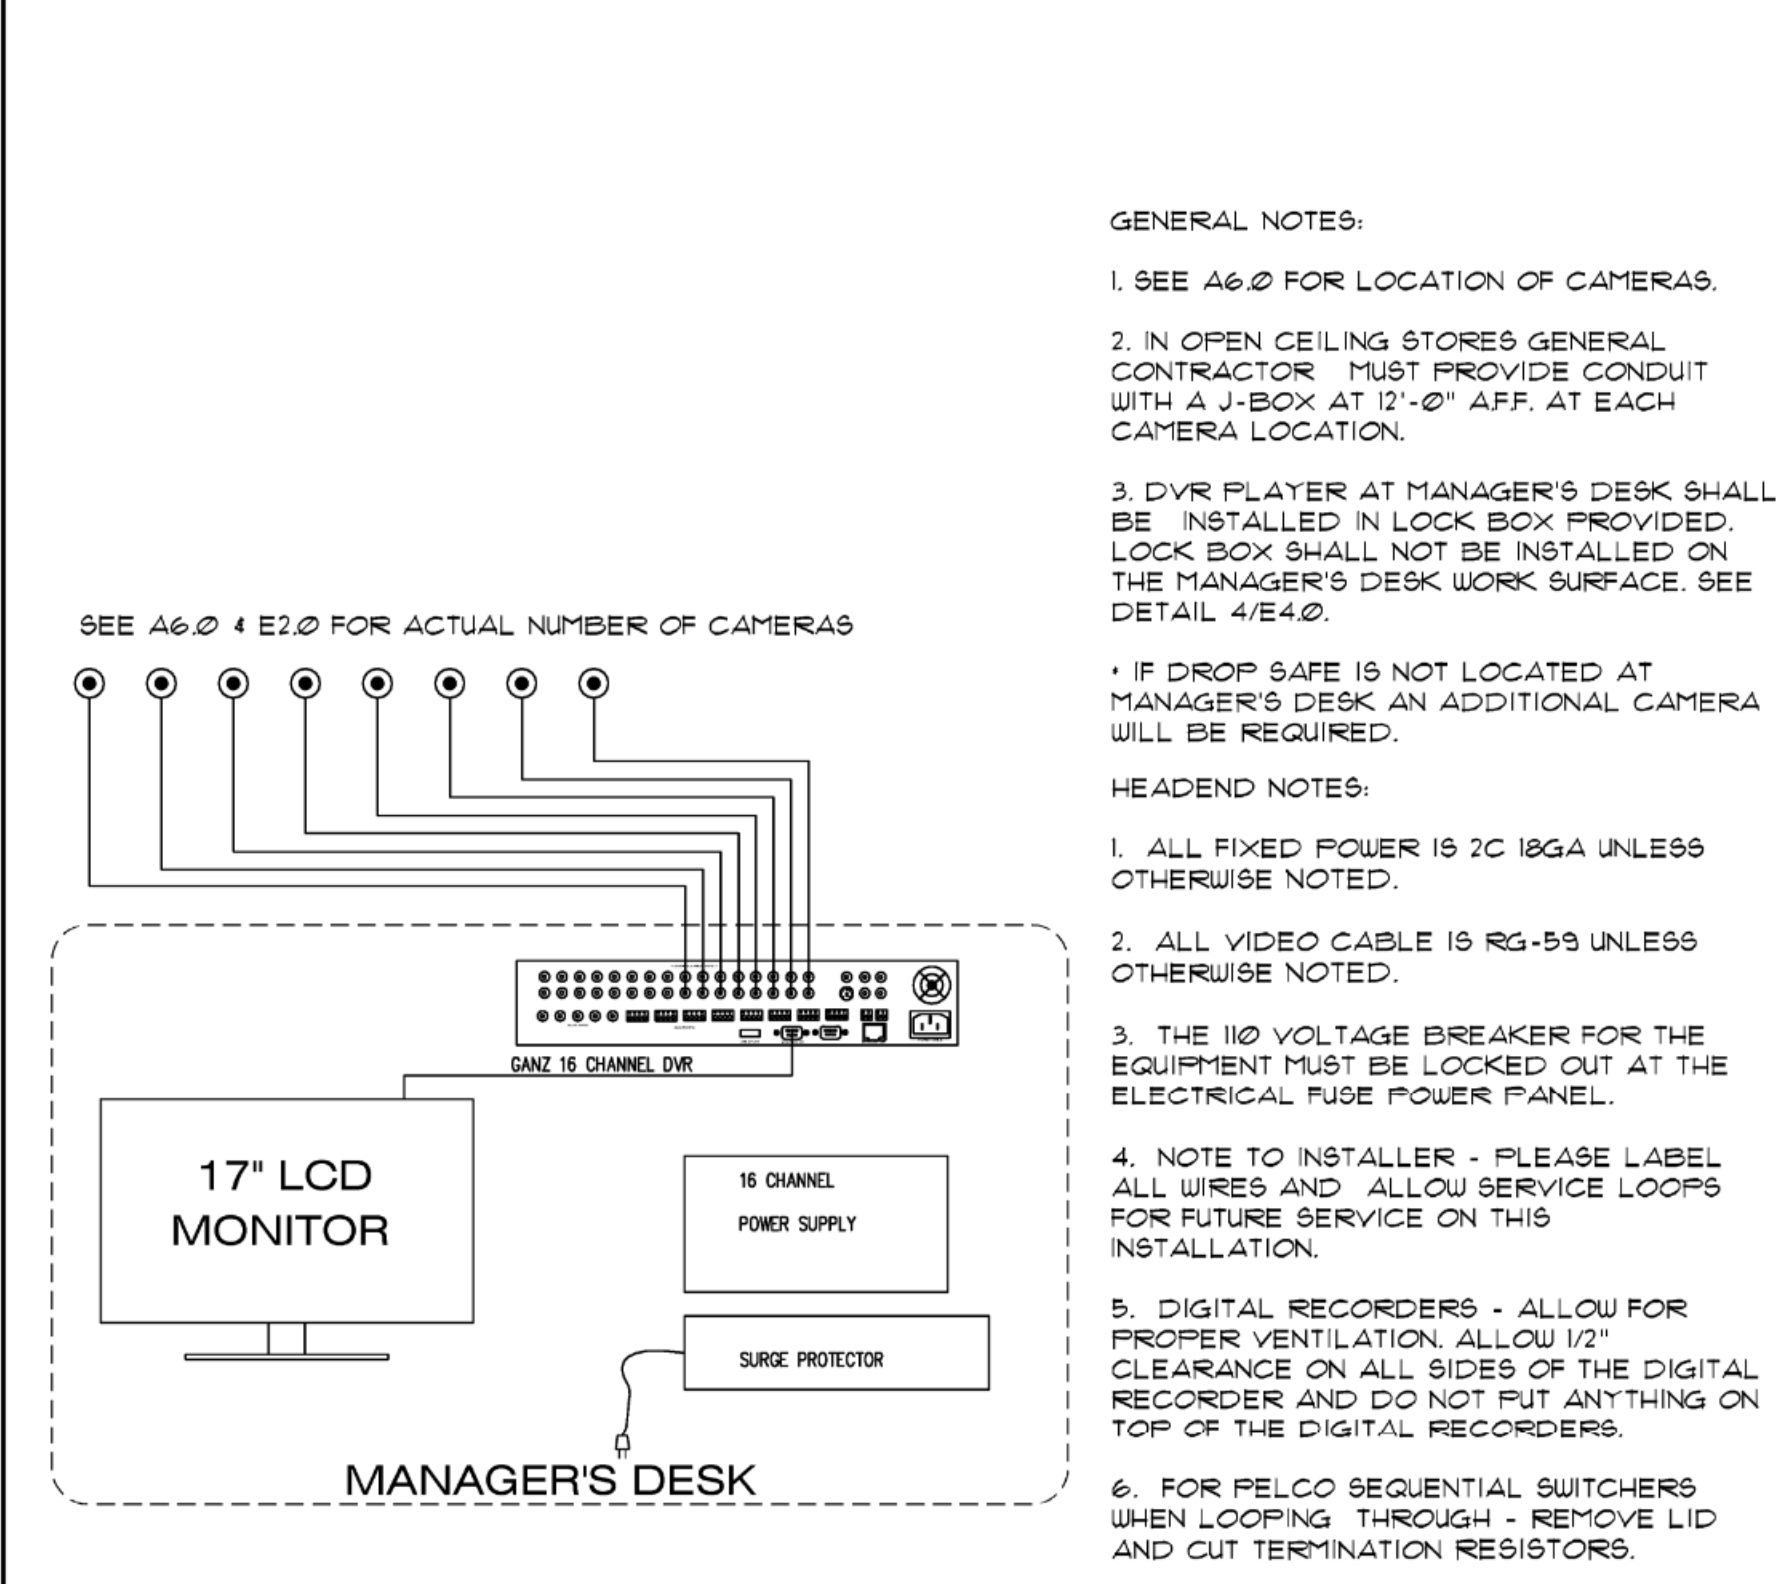 GENERAL NOTES:
1. SEE A6.0 FOR LOCATION OF CAMERAS.
2. IN OPEN CEILING STORES GENERAL
CONTRACTOR MUST PROVIDE CONDUIT
WITH A J-BOX AT 12'-0" A.F.F. AT EACH
CAMERA LOCATION.
3. DVR PLAYER AT MANAGER'S DESK SHALL
BE INSTALLED IN LOCK BOX PROVIDED.
LOCK BOX SHALL NOT BE INSTALLED ON
THE MANAGER'S DESK WORK SURFACE. SEE
DETAIL 4/E4.0.
* IF DROP SAFE IS NOT LOCATED AT
MANAGER'S DESK AN ADDITIONAL CAMERA
WILL BE REQUIRED.
HEADEND NOTES:
1. ALL FIXED POWER IS 2C 18GA UNLESS
OTHERWISE NOTED.
2. ALL VIDEO CABLE IS RG-59 UNLESS
OTHERWISE NOTED.
3. THE 110 VOLTAGE BREAKER FOR THE
EQUIPMENT MUST BE LOCKED OUT AT THE
ELECTRICAL FUSE POWER PANEL.
4. NOTE TO INSTALLER - PLEASE LABEL
ALL WIRES AND ALLOW SERVICE LOOPS
FOR FUTURE SERVICE ON THIS
INSTALLATION.
5. DIGITAL RECORDERS - ALLOW FOR
PROPER VENTILATION. ALLOW 1/2"
CLEARANCE ON ALL SIDES OF THE DIGITAL
RECORDER AND DO NOT PUT ANYTHING ON
TOP OF THE DIGITAL RECORDERS.
6. FOR PELCO SEQUENTIAL SWITCHERS
WHEN LOOPING THROUGH - REMOVE LID
AND CUT TERMINATION RESISTORS.
SEE A6.0 & E2.0 FOR ACTUAL NUMBER OF CAMERAS
GANZ 16 CHANNEL DVR
17" LCD
MONITOR
16 CHANNEL
POWER SUPPLY
SURGE PROTECTOR
MANAGER'S DESK